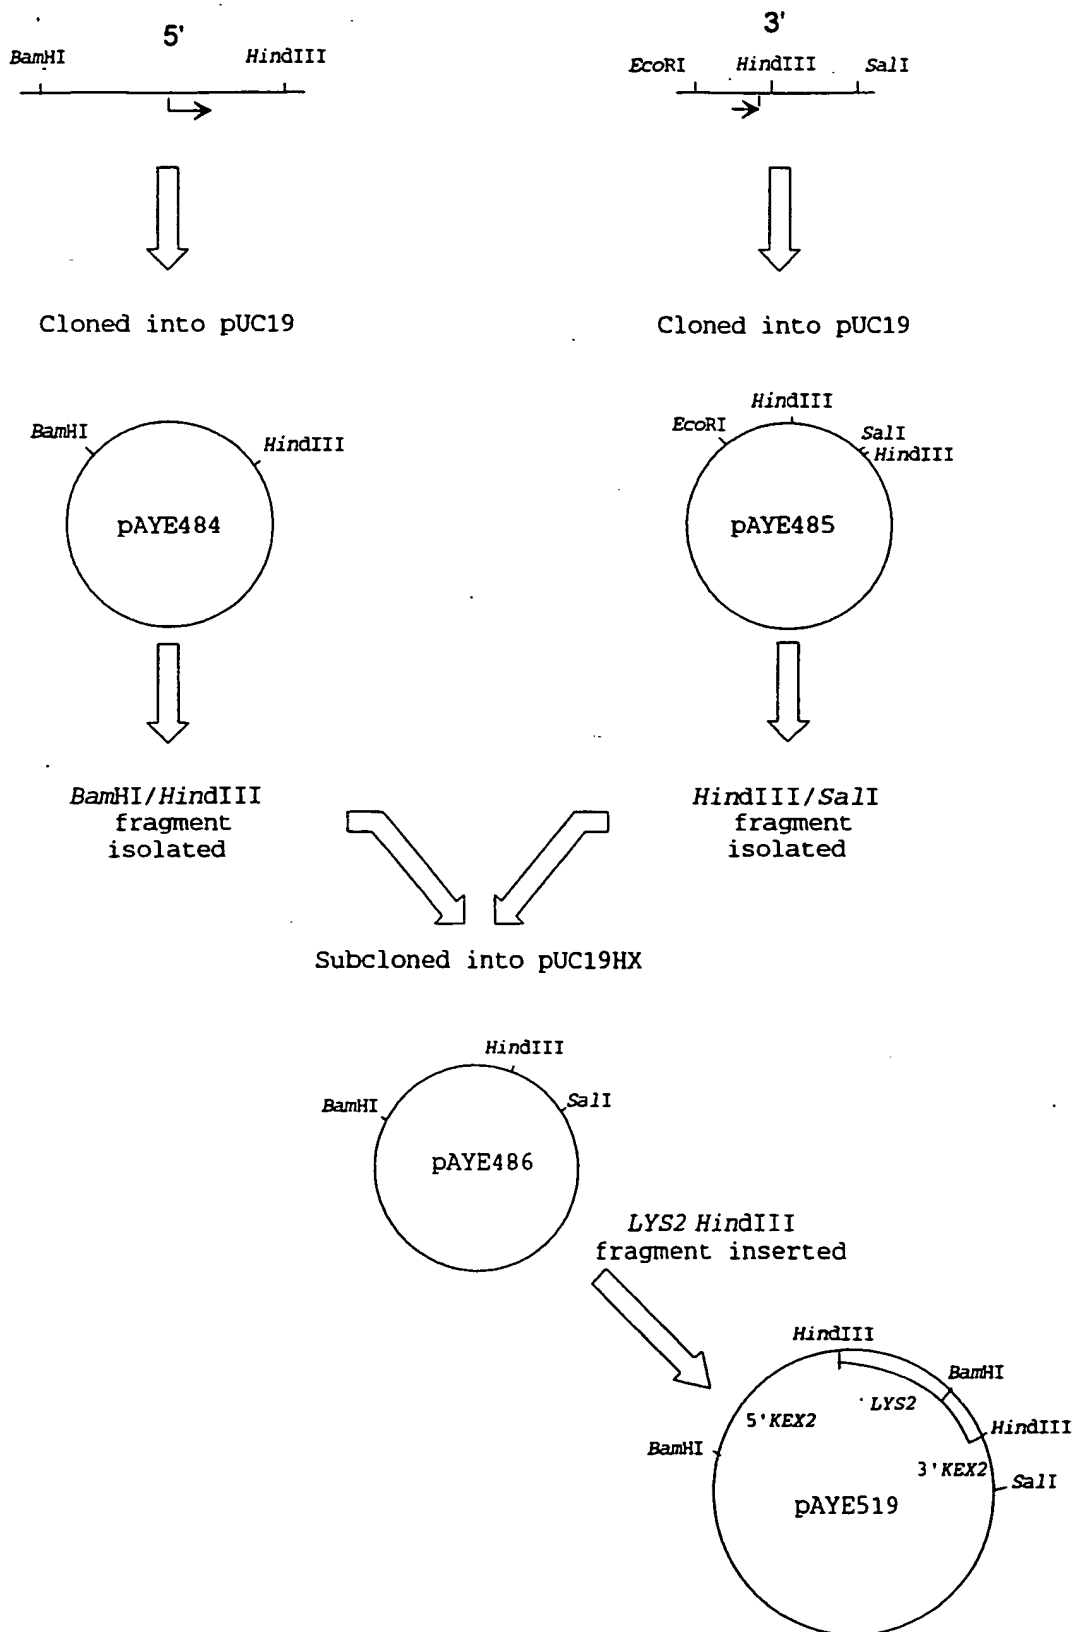 5'
BamHI
HindIII
3'
EcoRI
HindIII
SalI
Cloned into pUC19
Cloned into pUC19
BamHI
HindIII
pAYE484
HindIII
EcoRI
SalI
HindIII
pAYE485
BamHI/HindIII
fragment
isolated
HindIII/SalI
fragment
isolated
Subcloned into pUC19HX
HindIII
BamHI
SalI
pAYE486
LYS2 HindIII
fragment inserted
HindIII
BamHI
LYS2
5'KEX2
HindIII
BamHI
3'KEX2
SalI
pAYE519